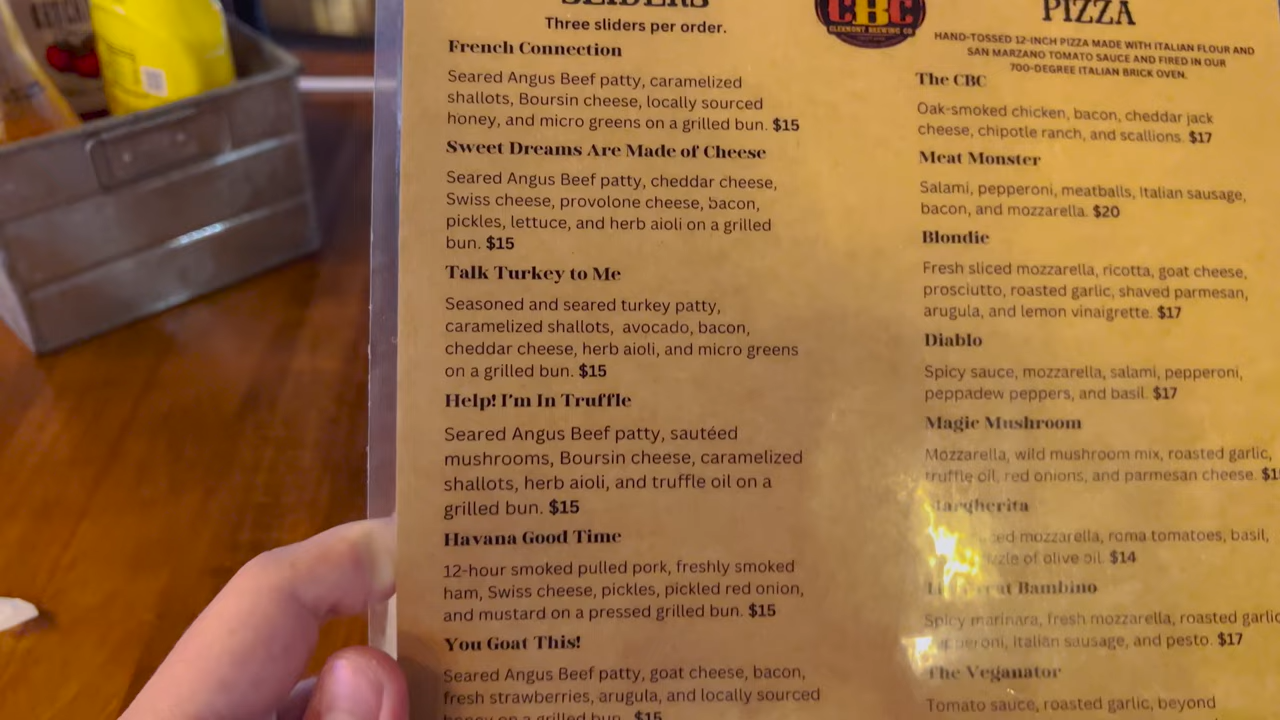 SLIDERS
Three sliders per order.
French Connection
Seared Angus Beef patty, caramelized
shallots, Boursin cheese, locally sourced
honey, and micro greens on a grilled bun. $15
Sweet Dreams Are Made of Cheese
Seared Angus Beef patty, cheddar cheese,
Swiss cheese, provolone cheese, bacon,
pickles, lettuce, and herb aioli on a grilled
bun. $15
Talk Turkey to Me
Seasoned and seared turkey patty,
caramelized shallots, avocado, bacon,
cheddar cheese, herb aioli, and micro greens
on a grilled bun. $15
Help! I'm In Truffle
Seared Angus Beef patty, sautéed
mushrooms, Boursin cheese, caramelized
shallots, herb aioli, and truffle oil on a
grilled bun. $15
Havana Good Time
12-hour smoked pulled pork, freshly smoked
ham, Swiss cheese, pickles, pickled red onion,
and mustard on a pressed grilled bun. $15
You Goat This!
Seared Angus Beef patty, goat cheese, bacon,
fresh strawberries, arugula, and locally sourced
honey on a grilled bun. $15
CBC
CLERMONT BREWING CO
PIZZA
HAND-TOSSED 12-INCH PIZZA MADE WITH ITALIAN FLOUR AND
SAN MARZANO TOMATO SAUCE AND FIRED IN OUR
700-DEGREE ITALIAN BRICK OVEN.
The CBC
Oak-smoked chicken, bacon, cheddar jack
cheese, chipotle ranch, and scallions. $17
Meat Monster
Salami, pepperoni, meatballs, Italian sausage,
bacon, and mozzarella. $20
Blondie
Fresh sliced mozzarella, ricotta, goat cheese,
prosciutto, roasted garlic, shaved parmesan,
arugula, and lemon vinaigrette. $17
Diablo
Spicy sauce, mozzarella, salami, pepperoni,
peppadew peppers, and basil. $17
Magic Mushroom
Mozzarella, wild mushroom mix, roasted garlic,
truffle oil, red onions, and parmesan cheese.
Margherita
mozzarella, roma tomatoes, basil,
of olive oil. $14
Bambino
Spicy marinara, fresh mozzarella, roasted garlic
pepperoni, Italian sausage, and pesto. $17
The Veganator
Tomato sauce, roasted garlic, beyond